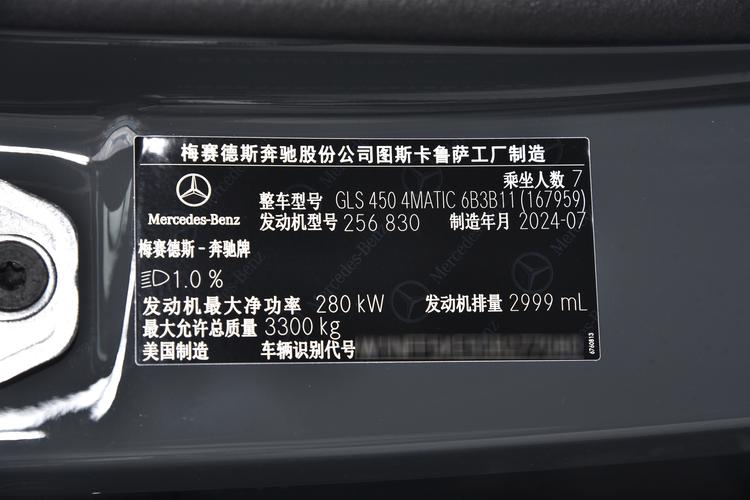 梅赛德斯奔驰股份公司图斯卡鲁萨工厂制造
乘坐人数 7
整车型号 GLS 450 4MATIC 6B3B11 (167959)
Mercedes-Benz
发动机型号 256 830 制造年月 2024-07
梅赛德斯-奔驰牌
1.0 %
发动机最大净功率 280 kW 发动机排量 2999 mL
最大允许总质量 3300 kg
美国制造 车辆识别代号
6760813